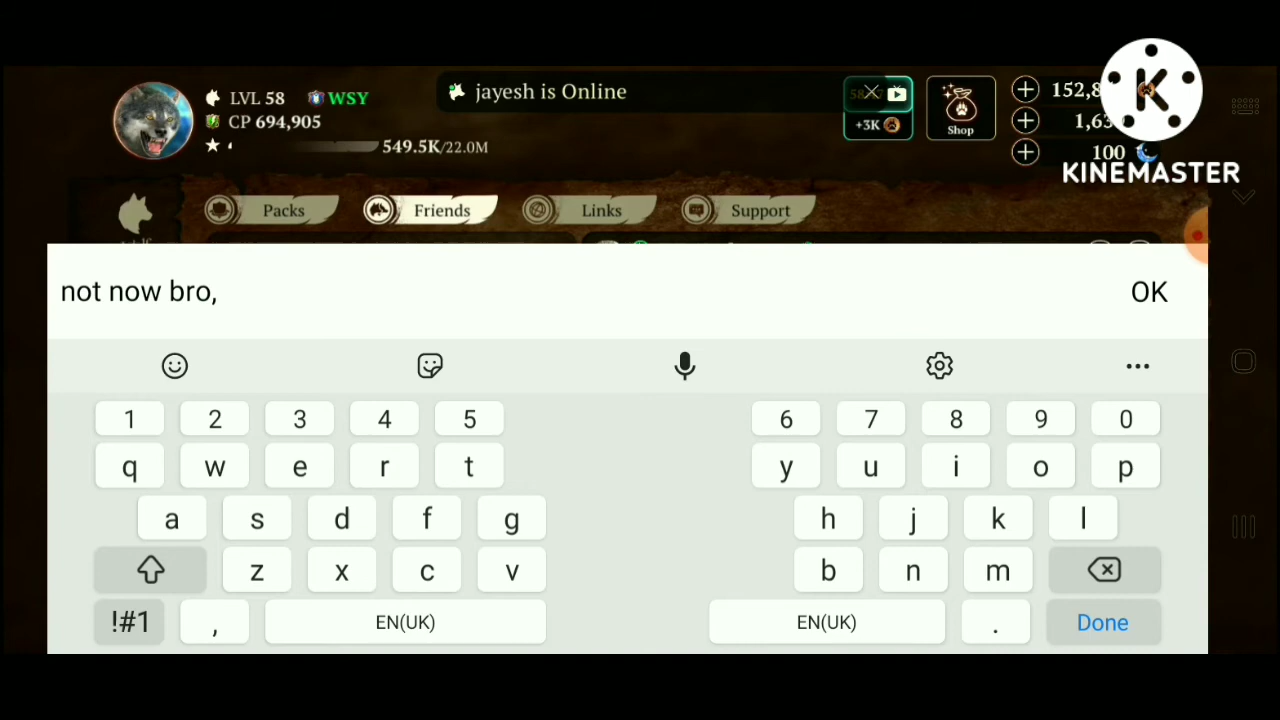 LVL 58 WSY
CP 694,905
549.5K/22.0M
jayesh is Online
+3K
Shop
100
K
KINEMASTER
Packs
Friends
Links
Support
not now bro,
OK
1 2 3 4 5 6 7 8 9 0
q w e r t y u i o p
a s d f g h j k l
z x c v b n m
!#1 , EN(UK) EN(UK) . Done